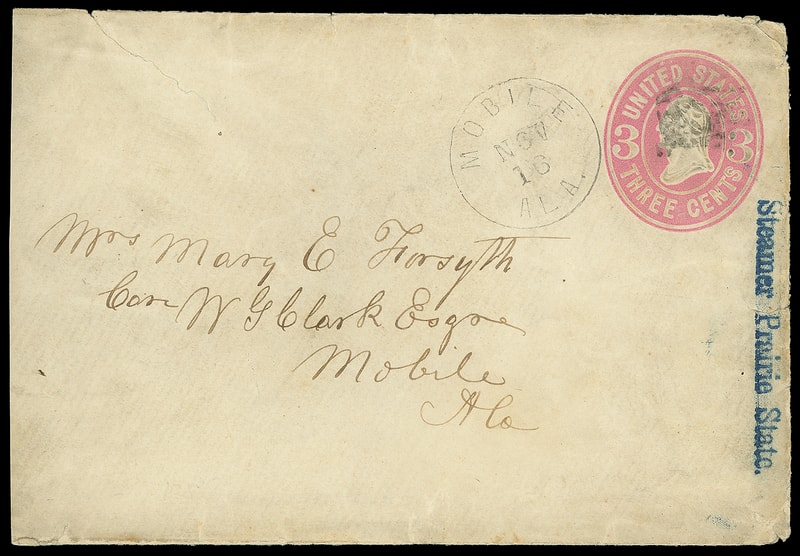 MOBILE
NOV
16
ALA.
UNITED STATES
3 3
THREE CENTS
Steamer Prairie State.
Mrs Mary E Forsyth
Care W G Clark Esqre
Mobile
Ala